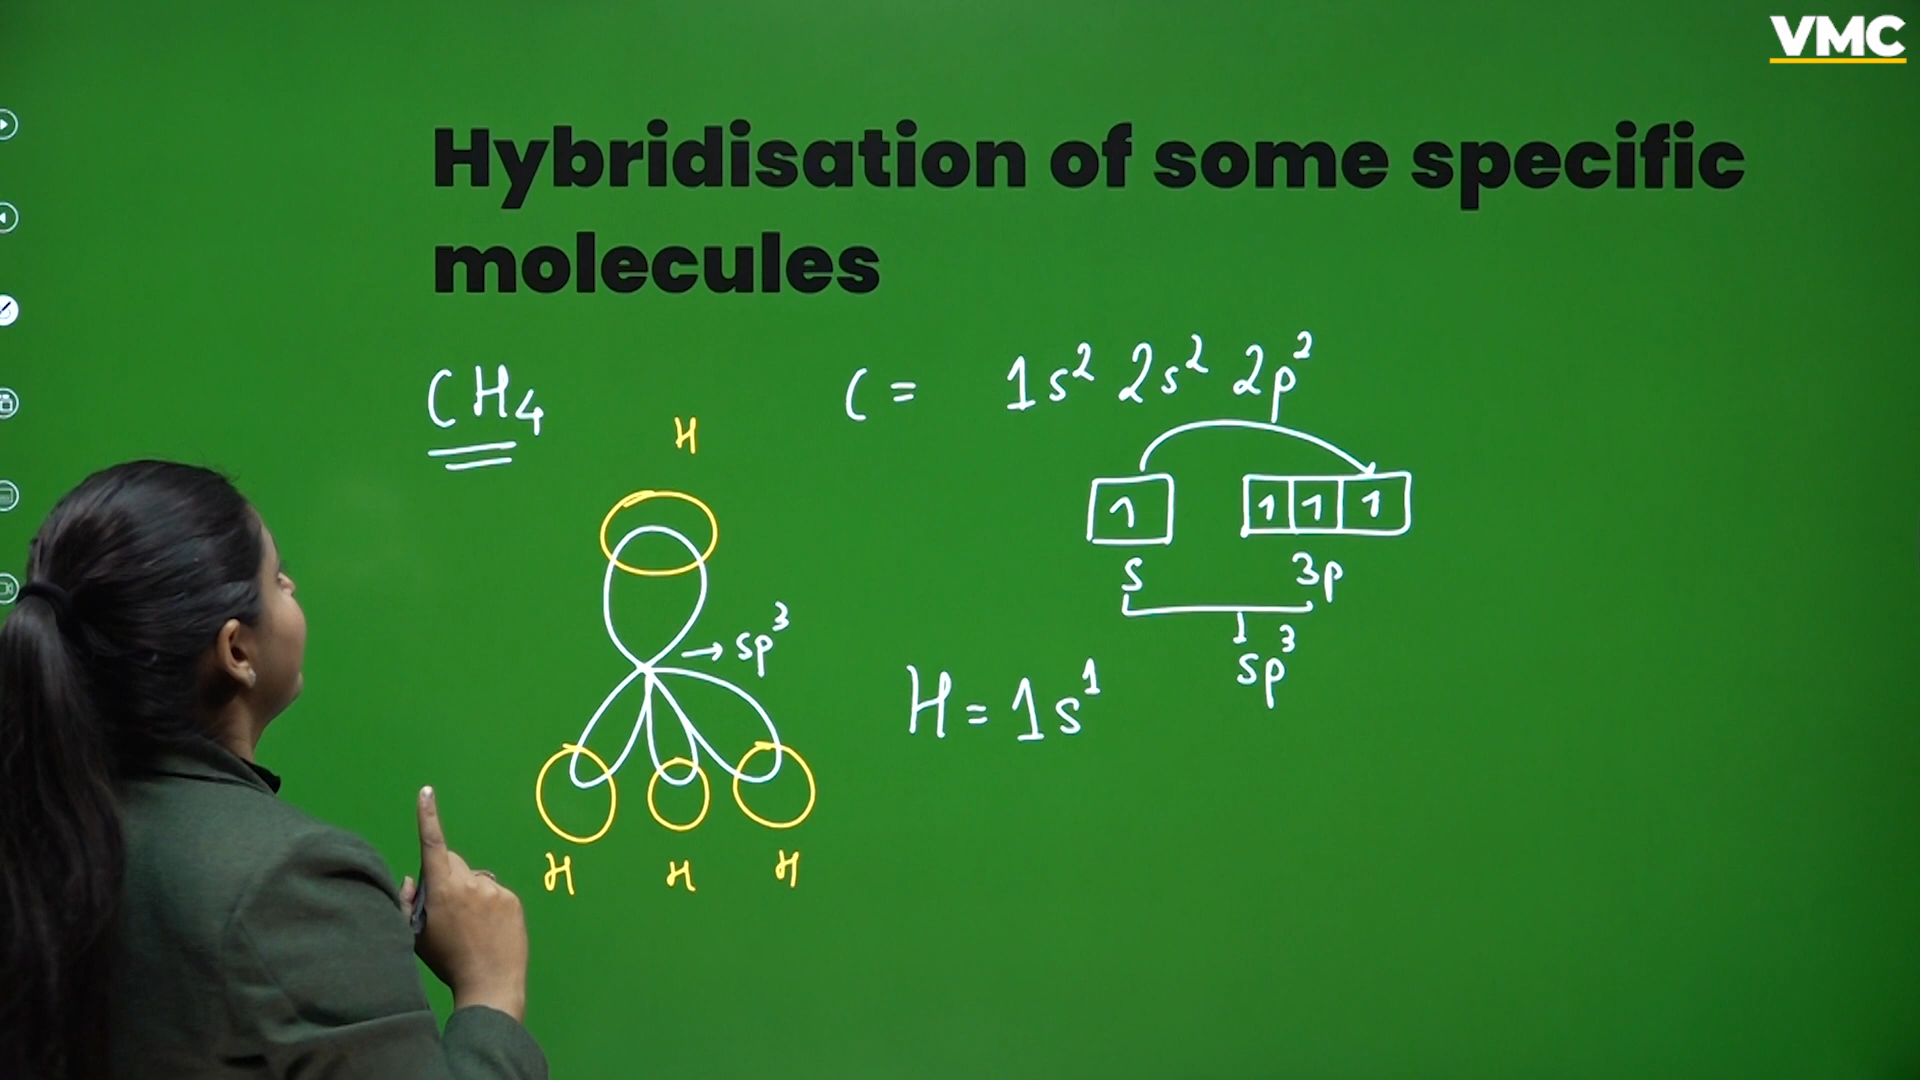 VMC
Hybridisation of some specific
molecules
CH4
C = 1s² 2s² 2p²
H
1 1 1 1
s 3p
→ sp³
sp³
H = 1s¹
H H H